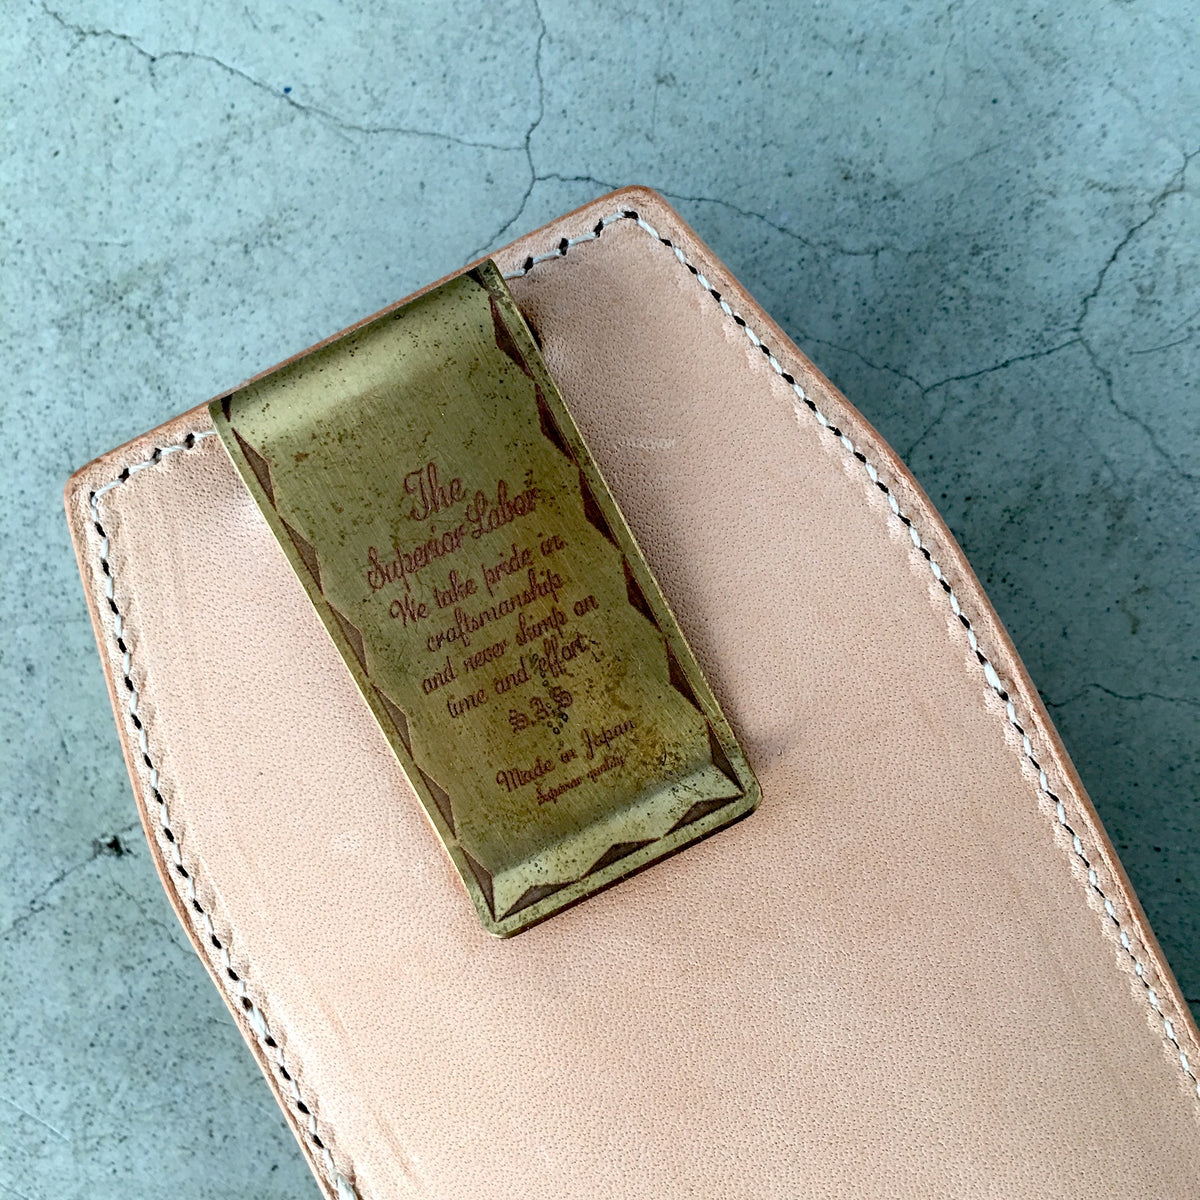 The
Superior Labor
We take pride in
craftsmanship
and never skimp on
time and effort.
S.A.S
Made in Japan
Superior quality